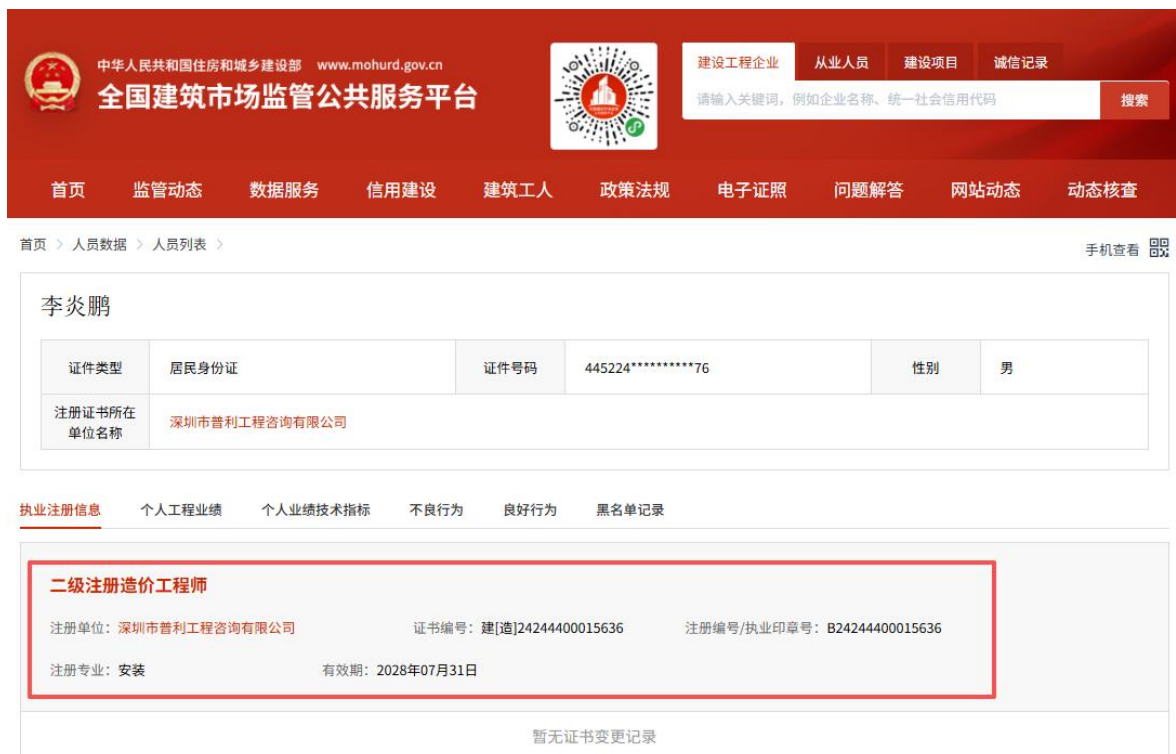 中华人民共和国住房和城乡建设部 www.mohurd.gov.cn
全国建筑市场监管公共服务平台
建设工程企业 从业人员 建设项目 诚信记录
请输入关键词，例如企业名称、统一社会信用代码 搜索
首页 监管动态 数据服务 信用建设 建筑工人 政策法规 电子证照 问题解答 网站动态 动态核查
首页 > 人员数据 > 人员列表 >
手机查看
李炎鹏
证件类型 居民身份证 证件号码 445224**********76 性别 男
注册证书所在
单位名称
深圳市普利工程咨询有限公司
执业注册信息 个人工程业绩 个人业绩技术指标 不良行为 良好行为 黑名单记录
二级注册造价工程师
注册单位：深圳市普利工程咨询有限公司 证书编号：建[造]24244400015636 注册编号/执业印章号：B24244400015636
注册专业：安装 有效期：2028年07月31日
暂无证书变更记录